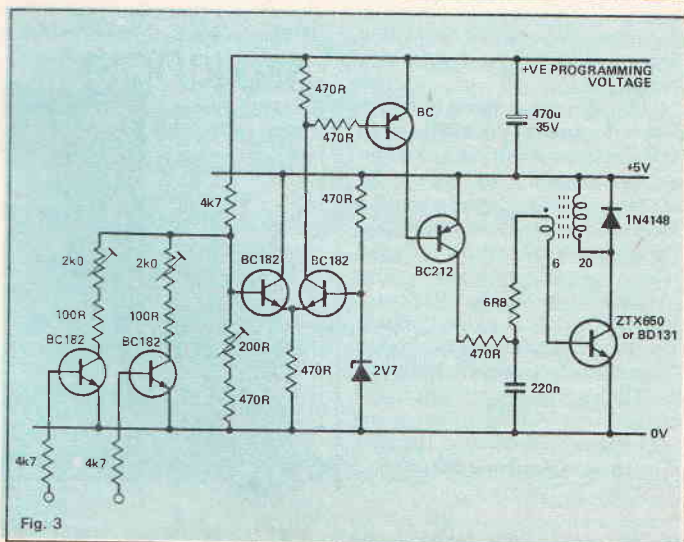 +VE PROGRAMMING
VOLTAGE
470R
BC
470R
470u
35V
+5V
4k7
470R
1N4148
2k0
2k0
BC182
BC182
BC212
6
20
100R
100R
6R8
BC182
BC182
200R
ZTX650
or BD131
470R
470R
470R
2V7
220n
0V
4k7
4k7
Fig. 3